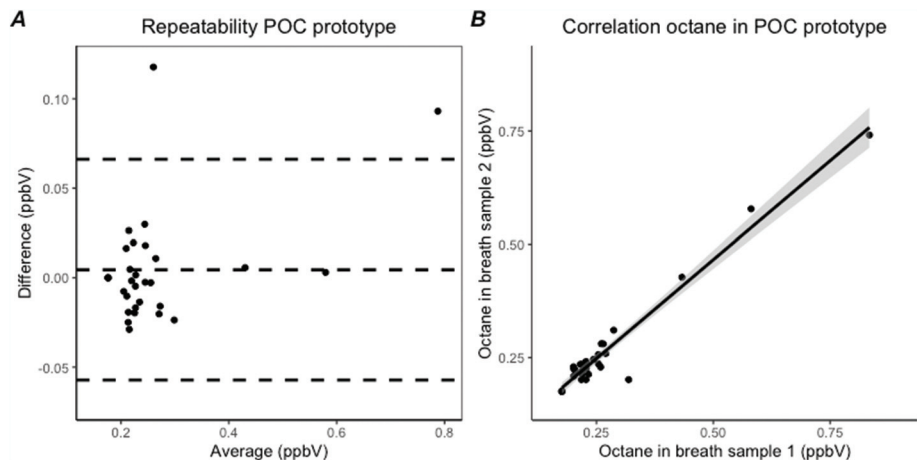 A
Repeatability POC prototype
0.10
0.05
0.00
-0.05
0.2 0.4 0.6 0.8
Average (ppbV)
Difference (ppbV)
B
Correlation octane in POC prototype
0.75
0.50
0.25
0.25 0.50 0.75
Octane in breath sample 1 (ppbV)
Octane in breath sample 2 (ppbV)